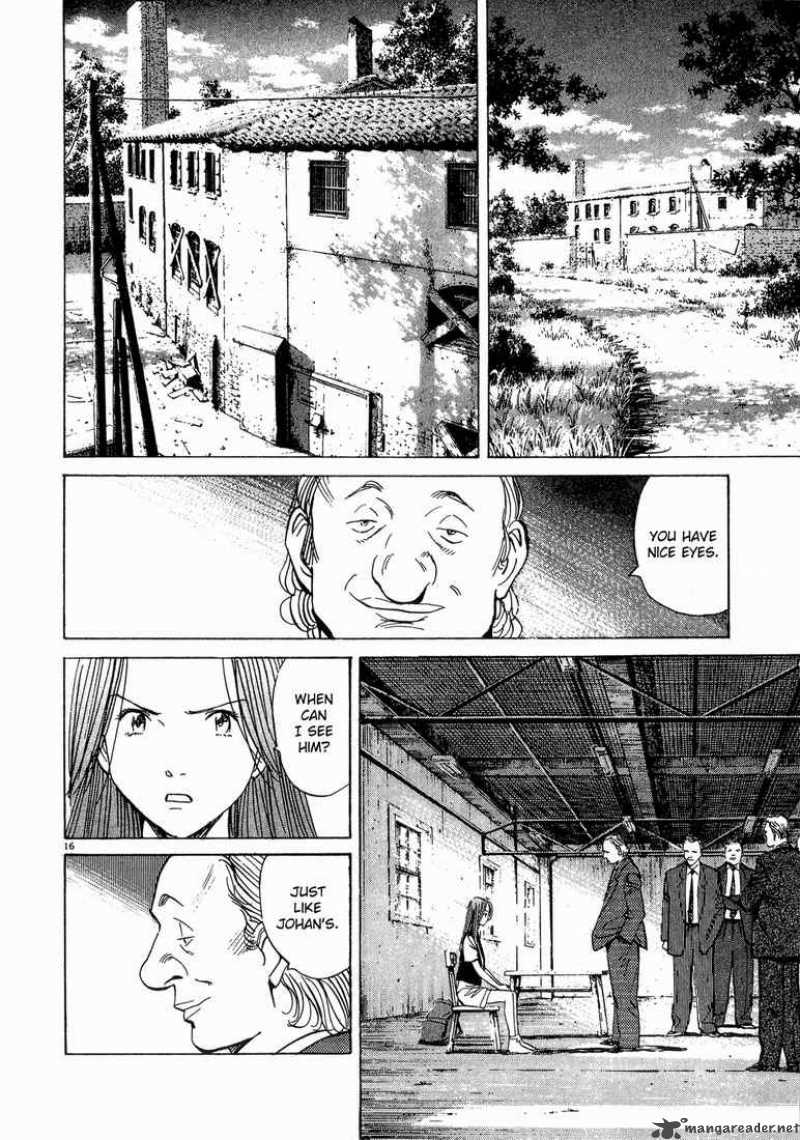 YOU HAVE
NICE EYES.
WHEN
CAN
I SEE
HIM?
16
JUST
LIKE
JOHAN'S.
mangareader.net